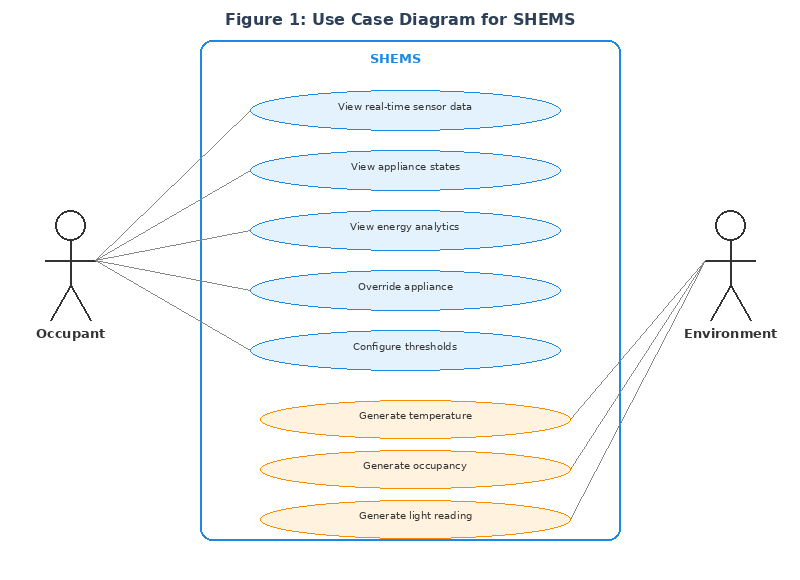 Figure 1: Use Case Diagram for SHEMS
SHEMS
View real-time sensor data
View appliance states
View energy analytics
Override appliance
Configure thresholds
Occupant
Environment
Generate temperature
Generate occupancy
Generate light reading